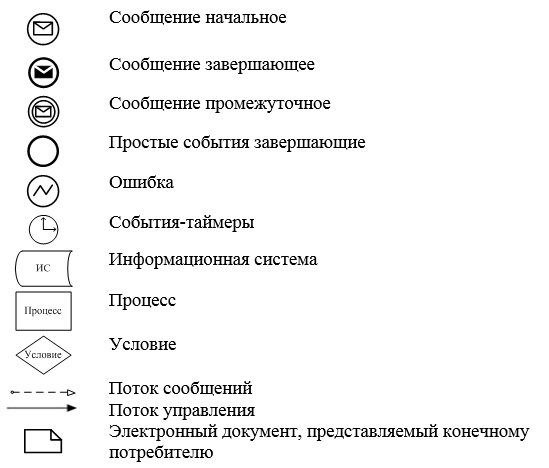 Сообщение начальное
Сообщение завершающее
Сообщение промежуточное
Простые события завершающие
Ошибка
События-таймеры
ИС
Информационная система
Процесс
Процесс
Условие
Условие
Поток сообщений
Поток управления
Электронный документ, представляемый конечному
потребителю